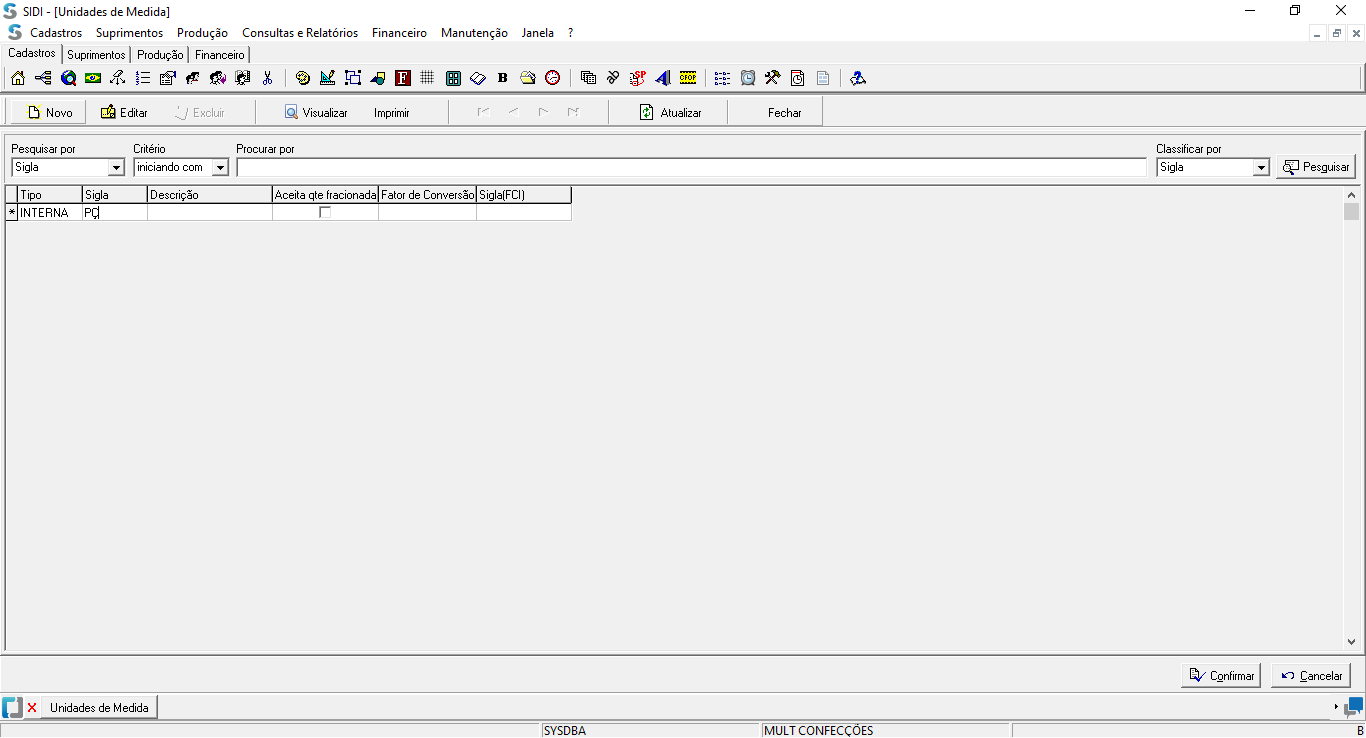 SIDI - [Unidades de Medida]
Cadastros Suprimentos Produção Consultas e Relatórios Financeiro Manutenção Janela ?
Cadastros Suprimentos Produção Financeiro
F B SP CFOP
Novo Editar Excluir Visualizar Imprimir Atualizar Fechar
Pesquisar por Critério Procurar por Classificar por
Sigla iniciando com Sigla Pesquisar
Tipo Sigla Descrição Aceita qte fracionada Fator de Conversão Sigla(FCI)
* INTERNA PÇ
Confirmar Cancelar
Unidades de Medida
SYSDBA MULT CONFECÇÕES B